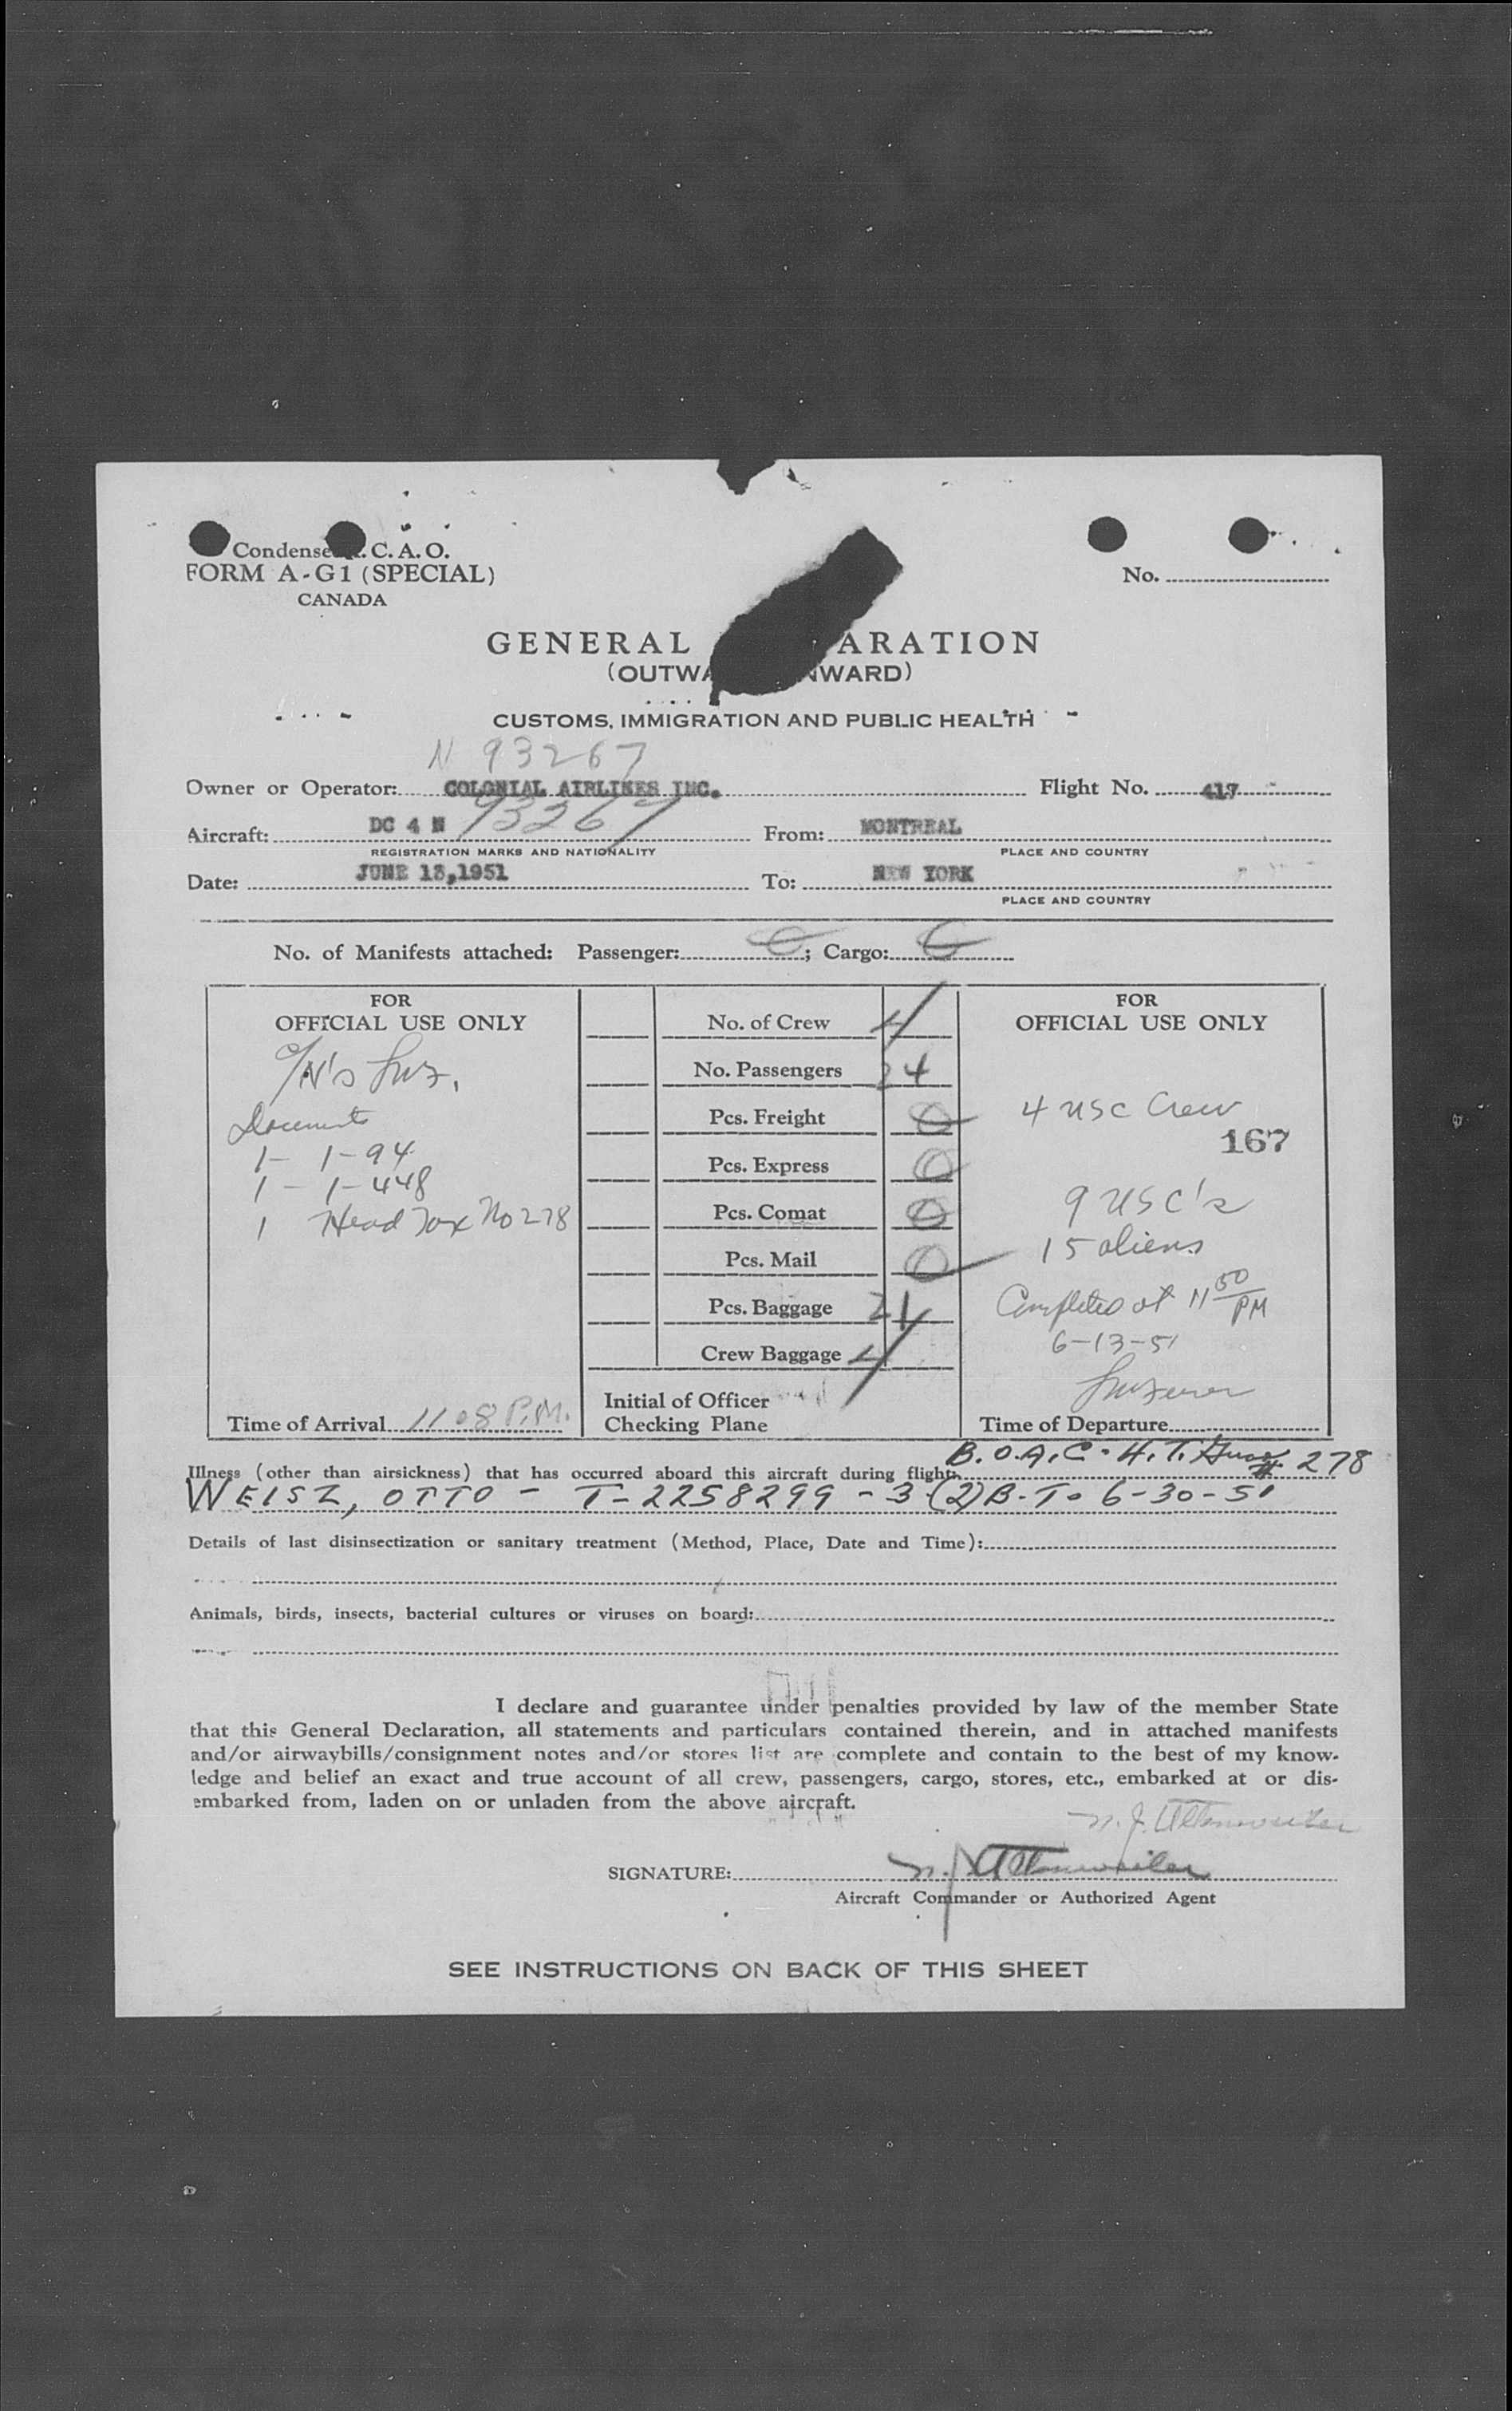 Condense . C. A. O.
FORM A-G1 (SPECIAL)
CANADA
No.
GENERAL ARATION
(OUTWA NWARD)
CUSTOMS, IMMIGRATION AND PUBLIC HEALTH
N 93267
Owner or Operator: COLONIAL AIRLINES INC. Flight No. 417
Aircraft: DC 4 N 93267 From: MONTREAL
REGISTRATION MARKS AND NATIONALITY PLACE AND COUNTRY
Date: JUNE 13,1951 To: NEW YORK
PLACE AND COUNTRY
No. of Manifests attached: Passenger: 0; Cargo:
FOR
OFFICIAL USE ONLY
Documents
1- 1-94
1- 1-448
1 Head Tax No 278
Time of Arrival 11 08 P.M.
No. of Crew 4
No. Passengers 24
Pcs. Freight 0
Pcs. Express 0
Pcs. Comat 0
Pcs. Mail 0
Pcs. Baggage 24
Crew Baggage 4
Initial of Officer
Checking Plane
FOR
OFFICIAL USE ONLY
4 USC Crew
167
9 USC's
15 aliens
Completed at 11 50 PM
6-13-51
Time of Departure
B.O.A.C. H.T. # 278
Illness (other than airsickness) that has occurred aboard this aircraft during flight:
WEISZ, OTTO - T-2258299 - 3-(2)B-To 6-30-51
Details of last disinsectization or sanitary treatment (Method, Place, Date and Time):
Animals, birds, insects, bacterial cultures or viruses on board:
I declare and guarantee under penalties provided by law of the member State
that this General Declaration, all statements and particulars contained therein, and in attached manifests
and/or airwaybills/consignment notes and/or stores list are complete and contain to the best of my know-
ledge and belief an exact and true account of all crew, passengers, cargo, stores, etc., embarked at or dis-
embarked from, laden on or unladen from the above aircraft.
N. J. Attenweiler
SIGNATURE: N. J. Attenweiler
Aircraft Commander or Authorized Agent
SEE INSTRUCTIONS ON BACK OF THIS SHEET